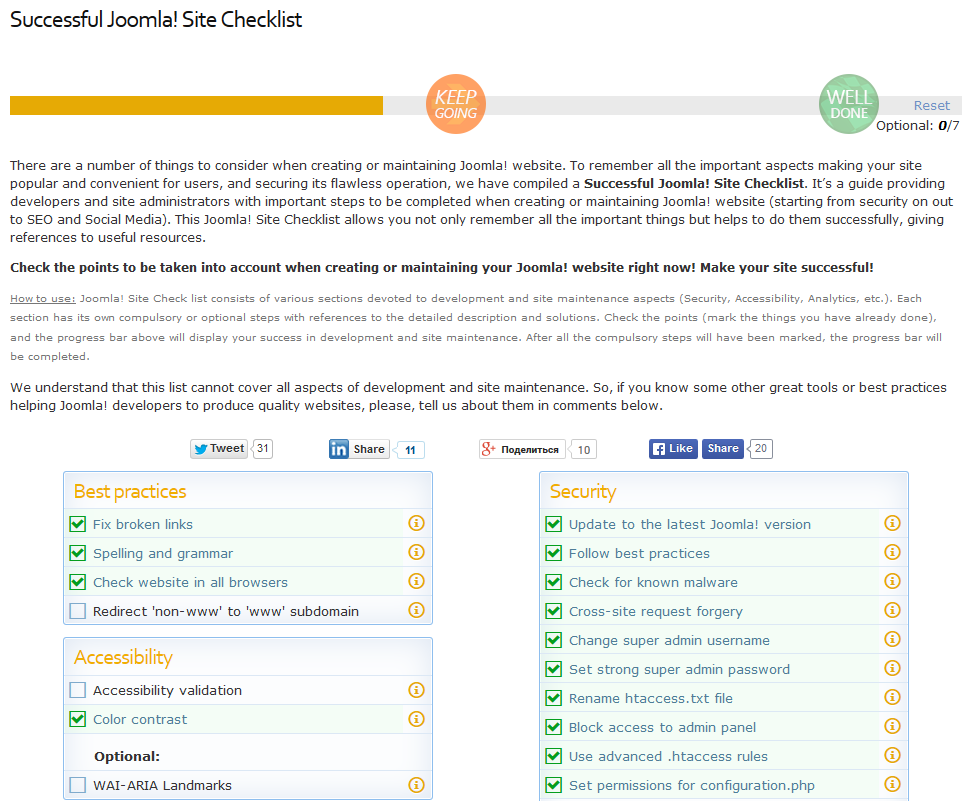 Successful Joomla! Site Checklist
KEEP
GOING
WELL
DONE
Reset
Optional: 0/7
There are a number of things to consider when creating or maintaining Joomla! website. To remember all the important aspects making your site
popular and convenient for users, and securing its flawless operation, we have compiled a Successful Joomla! Site Checklist. It's a guide providing
developers and site administrators with important steps to be completed when creating or maintaining Joomla! website (starting from security on out
to SEO and Social Media). This Joomla! Site Checklist allows you not only remember all the important things but helps to do them successfully, giving
references to useful resources.
Check the points to be taken into account when creating or maintaining your Joomla! website right now! Make your site successful!
How to use: Joomla! Site Check list consists of various sections devoted to development and site maintenance aspects (Security, Accessibility, Analytics, etc.). Each
section has its own compulsory or optional steps with references to the detailed description and solutions. Check the points (mark the things you have already done),
and the progress bar above will display your success in development and site maintenance. After all the compulsory steps will have been marked, the progress bar will
be completed.
We understand that this list cannot cover all aspects of development and site maintenance. So, if you know some other great tools or best practices
helping Joomla! developers to produce quality websites, please, tell us about them in comments below.
Tweet 31
in Share 11
g+ Поделиться 10
f Like Share 20
Best practices
Fix broken links
Spelling and grammar
Check website in all browsers
Redirect 'non-www' to 'www' subdomain
Accessibility
Accessibility validation
Color contrast
Optional:
WAI-ARIA Landmarks
Security
Update to the latest Joomla! version
Follow best practices
Check for known malware
Cross-site request forgery
Change super admin username
Set strong super admin password
Rename htaccess.txt file
Block access to admin panel
Use advanced .htaccess rules
Set permissions for configuration.php